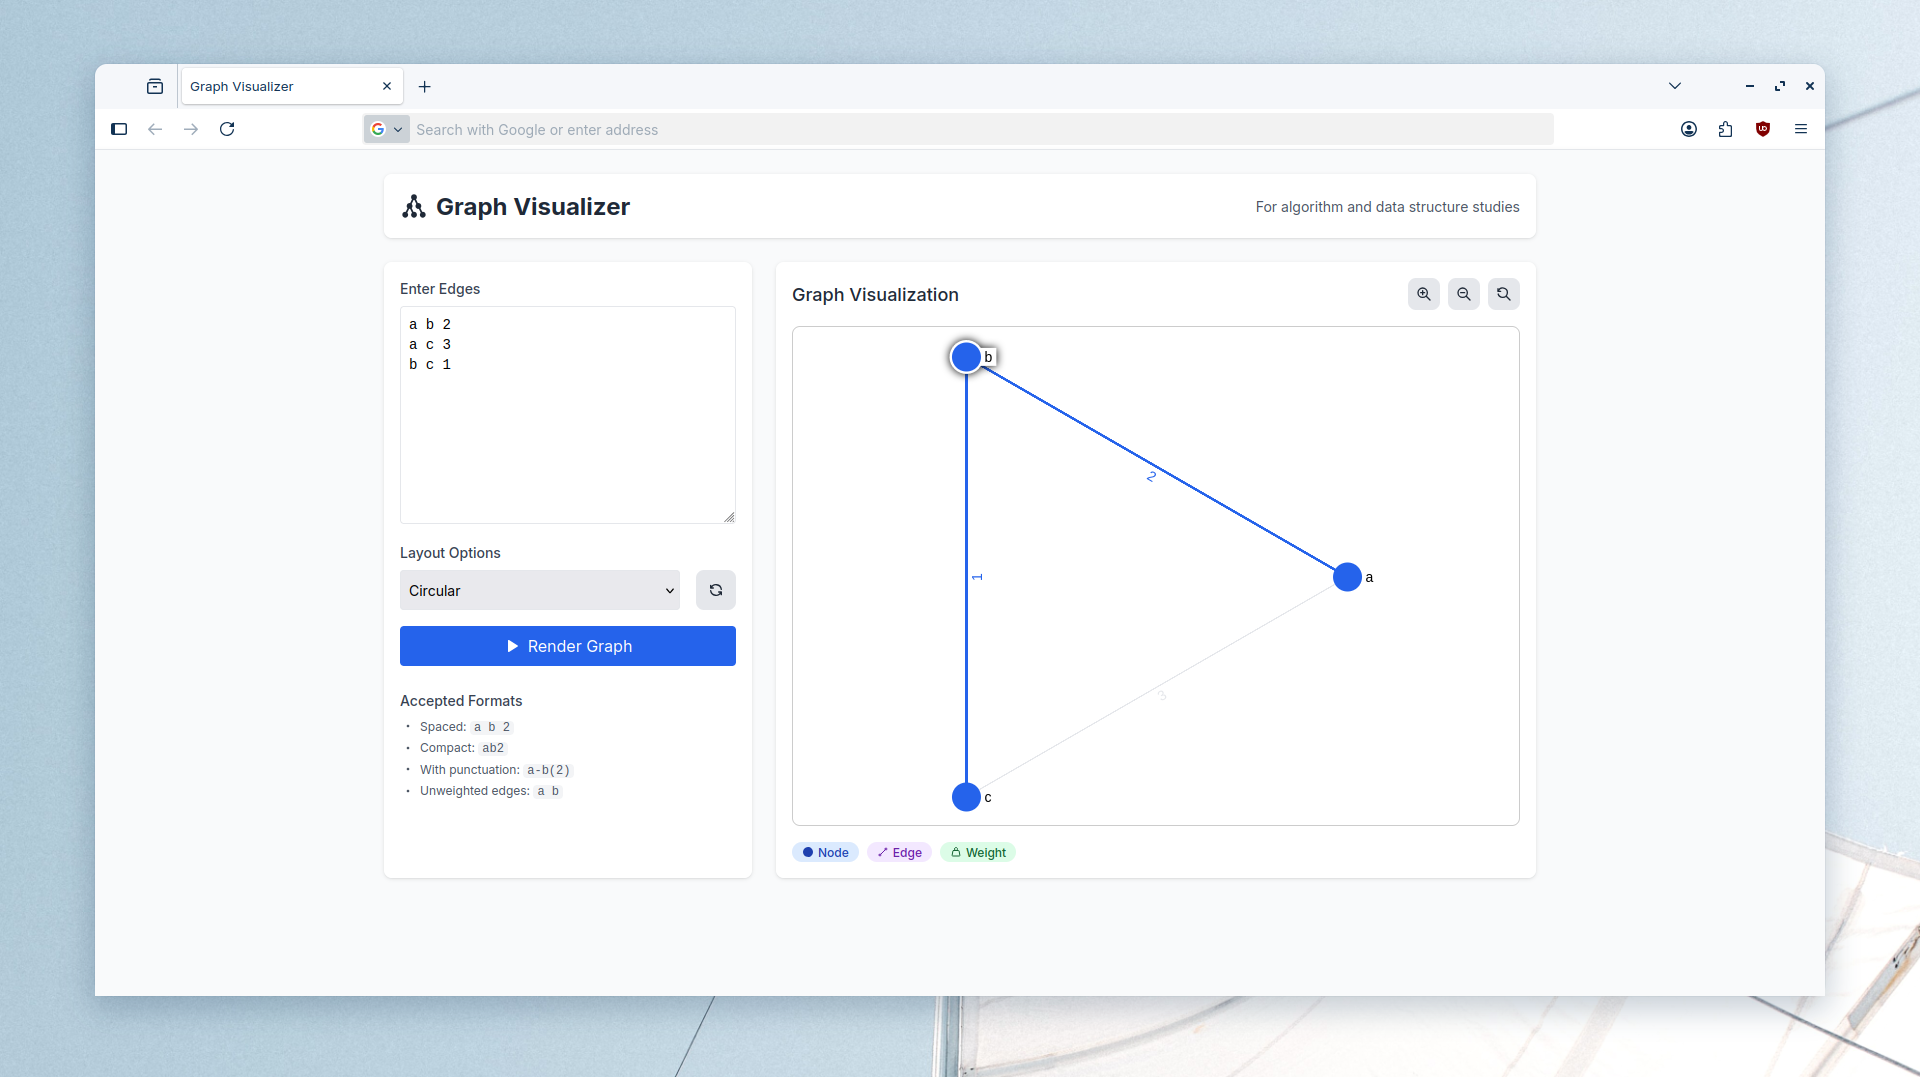 Graph Visualizer
Search with Google or enter address
Graph Visualizer
For algorithm and data structure studies
Enter Edges
a b 2
a c 3
b c 1
Layout Options
Circular
Render Graph
Accepted Formats
• Spaced: a b 2
• Compact: ab2
• With punctuation: a-b(2)
• Unweighted edges: a b
Graph Visualization
b
2
1
a
3
c
Node
Edge
Weight